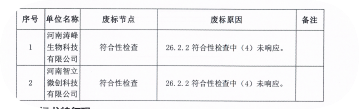 序号 单位名称 废标节点 废标原因 备注
河南涛峰
1 生物科技 符合性检查 26.2.2 符合性检查中（4）未响应。
有限公司
河南智立
2 微创科技 符合性检查 26.2.2 符合性检查中（4）未响应。
有限公司